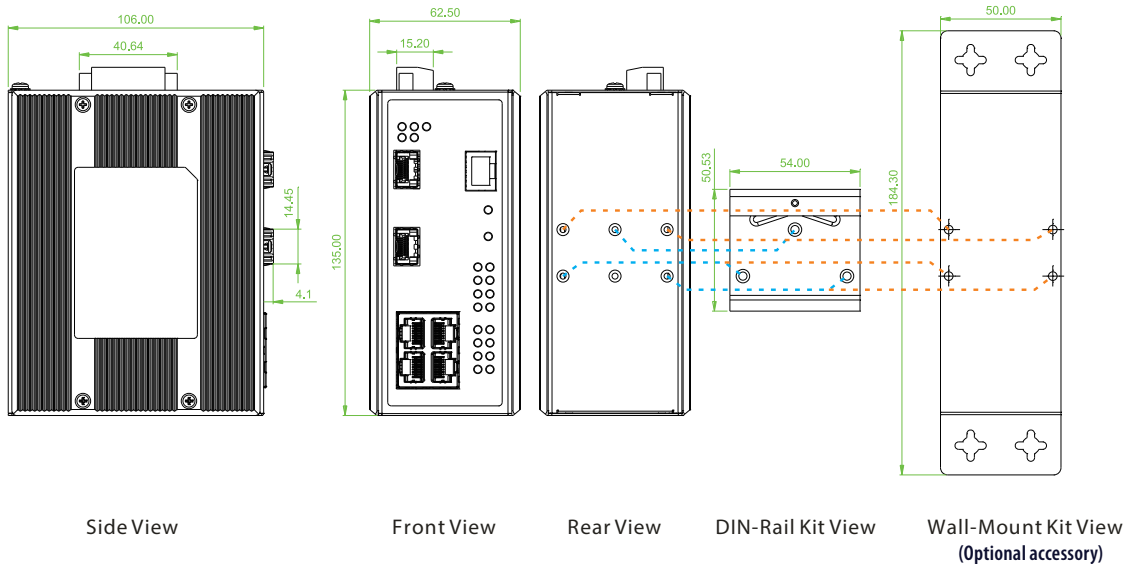 106.00
40.64
14.45
4.1
62.50
15.20
135.00
50.53
54.00
50.00
184.30
Side View
Front View
Rear View
DIN-Rail Kit View
Wall-Mount Kit View
(Optional accessory)